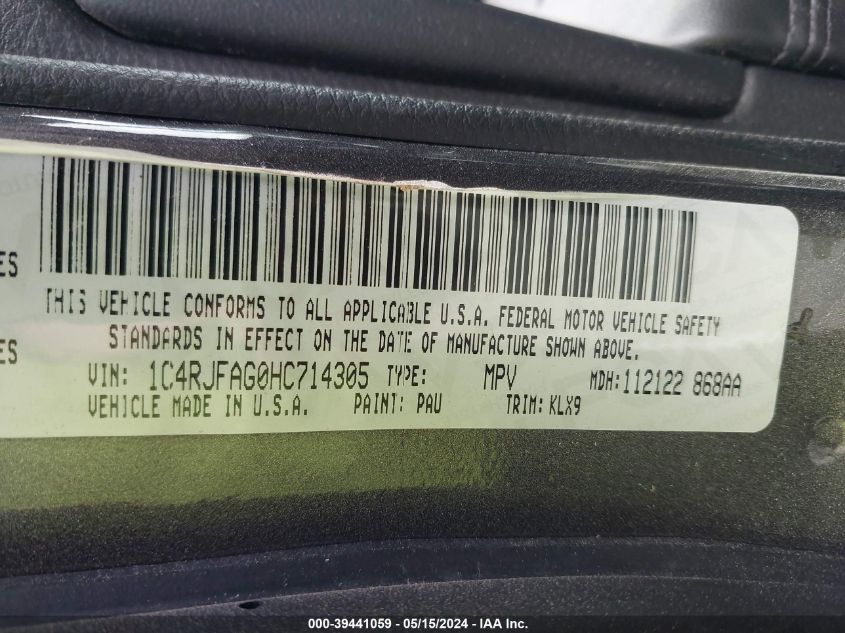 ES
THIS VEHICLE CONFORMS TO ALL APPLICABLE U.S.A. FEDERAL MOTOR VEHICLE SAFETY
STANDARDS IN EFFECT ON THE DATE OF MANUFACTURE SHOWN ABOVE.
ES
VIN: 1C4RJFAG0HC714305 TYPE: MPV MDH:112122 868AA
VEHICLE MADE IN U.S.A. PAINT: PAU TRIM: KLX9
000-39441059 - 05/15/2024 - IAA Inc.